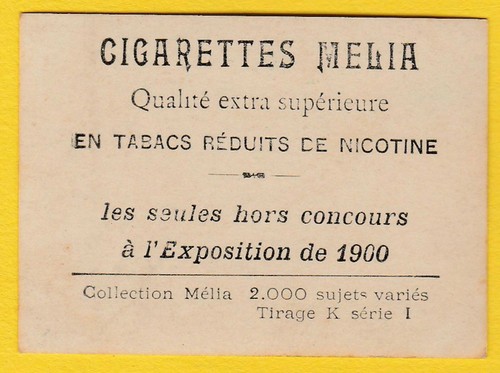 CIGARETTES MELIA
Qualité extra supérieure
EN TABACS RÉDUITS DE NICOTINE
les seules hors concours
à l'Exposition de 1900
Collection Mélia 2.000 sujets variés
Tirage K série I